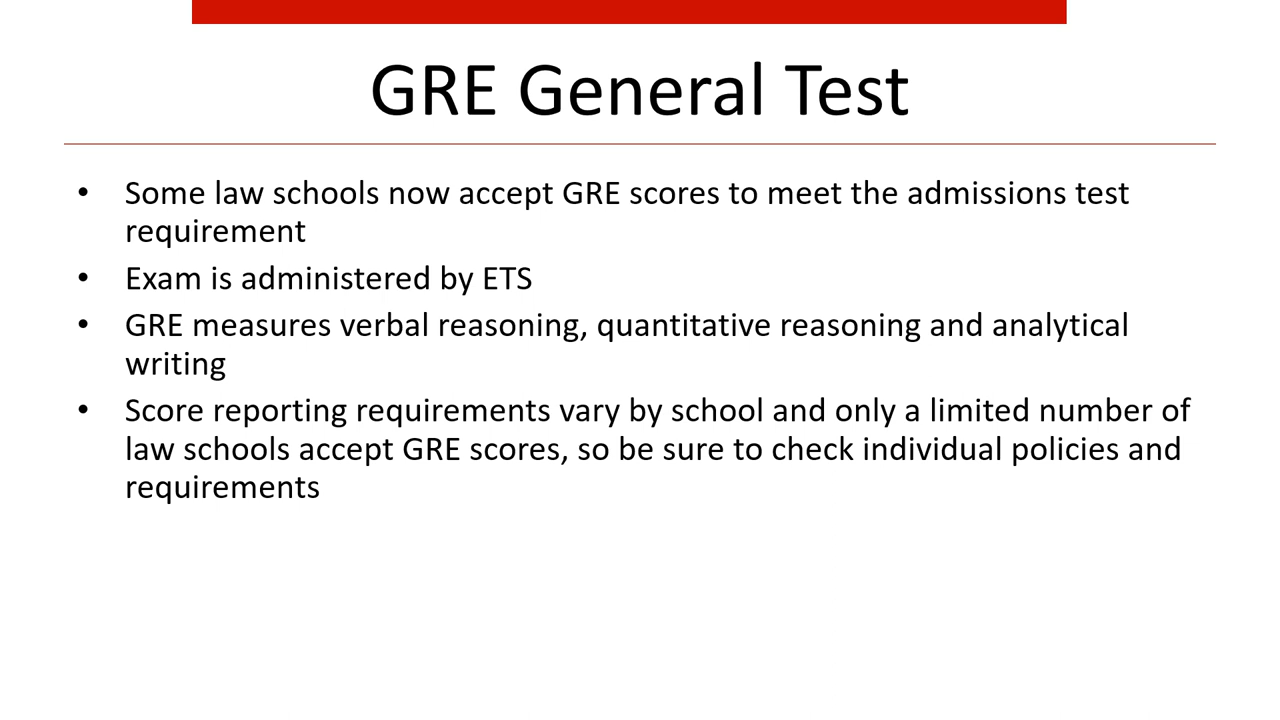 GRE General Test
• Some law schools now accept GRE scores to meet the admissions test
requirement
• Exam is administered by ETS
• GRE measures verbal reasoning, quantitative reasoning and analytical
writing
• Score reporting requirements vary by school and only a limited number of
law schools accept GRE scores, so be sure to check individual policies and
requirements